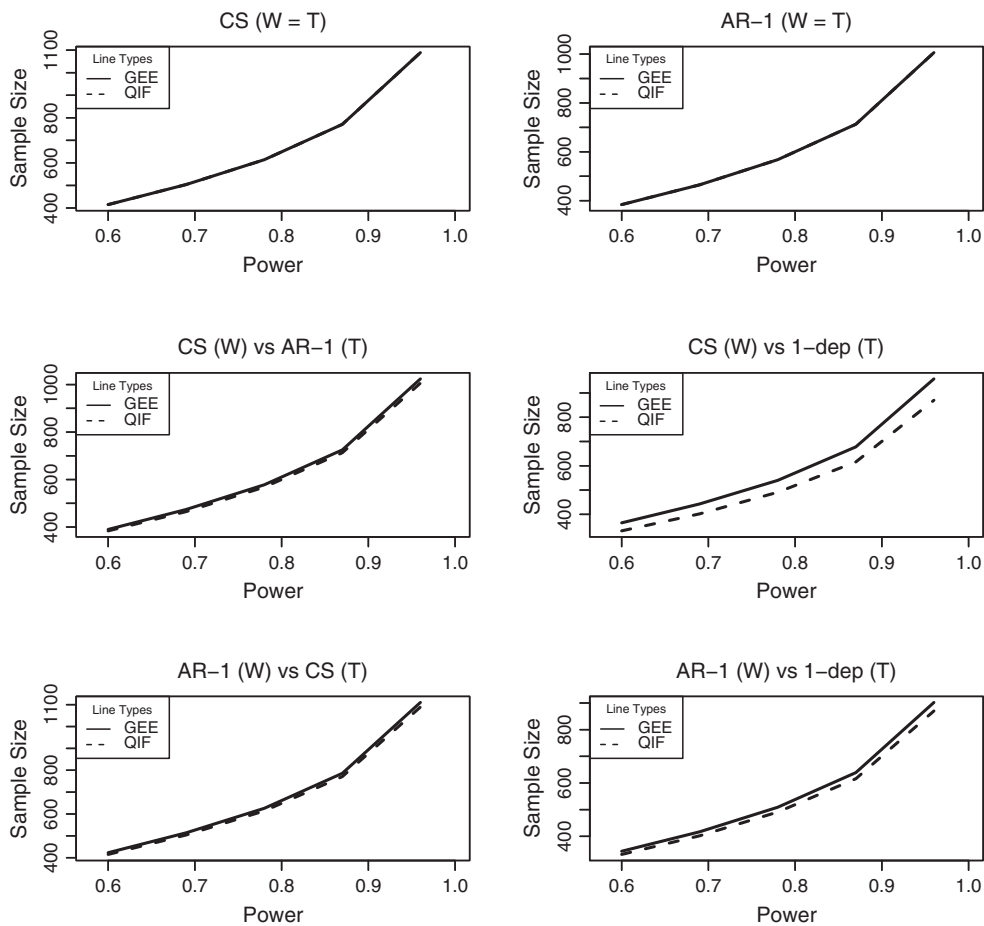 CS (W = T)
Sample Size
400 600 800 1100
Line Types
GEE
QIF
0.6 0.7 0.8 0.9 1.0
Power
AR−1 (W = T)
Sample Size
400 600 800 1000
Line Types
GEE
QIF
0.6 0.7 0.8 0.9 1.0
Power
CS (W) vs AR−1 (T)
Sample Size
400 600 800 1000
Line Types
GEE
QIF
0.6 0.7 0.8 0.9 1.0
Power
CS (W) vs 1−dep (T)
Sample Size
400 600 800
Line Types
GEE
QIF
0.6 0.7 0.8 0.9 1.0
Power
AR−1 (W) vs CS (T)
Sample Size
400 600 800 1100
Line Types
GEE
QIF
0.6 0.7 0.8 0.9 1.0
Power
AR−1 (W) vs 1−dep (T)
Sample Size
400 600 800
Line Types
GEE
QIF
0.6 0.7 0.8 0.9 1.0
Power